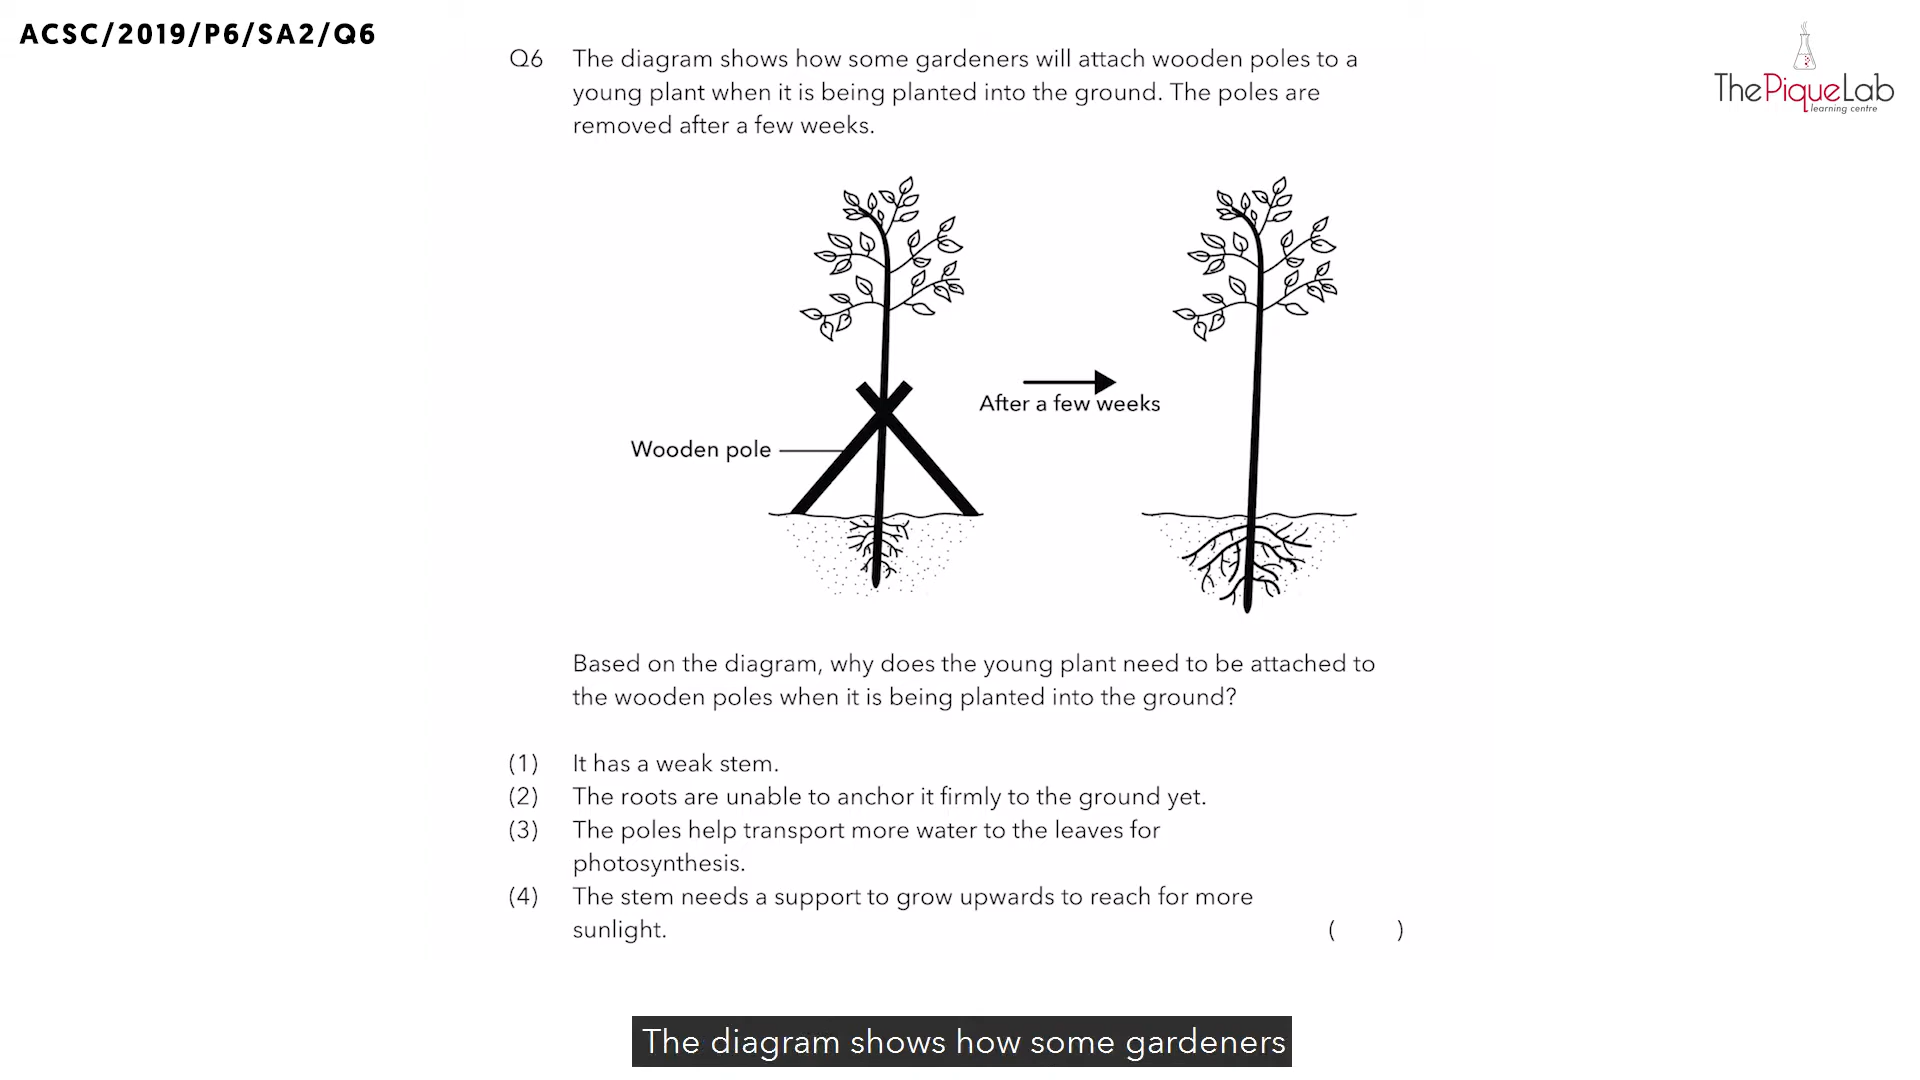 ACSC/2019/P6/SA2/Q6
ThePiqueLab
learning centre
Q6 The diagram shows how some gardeners will attach wooden poles to a
young plant when it is being planted into the ground. The poles are
removed after a few weeks.
After a few weeks
Wooden pole
Based on the diagram, why does the young plant need to be attached to
the wooden poles when it is being planted into the ground?
(1) It has a weak stem.
(2) The roots are unable to anchor it firmly to the ground yet.
(3) The poles help transport more water to the leaves for
photosynthesis.
(4) The stem needs a support to grow upwards to reach for more
sunlight. ( )
The diagram shows how some gardeners